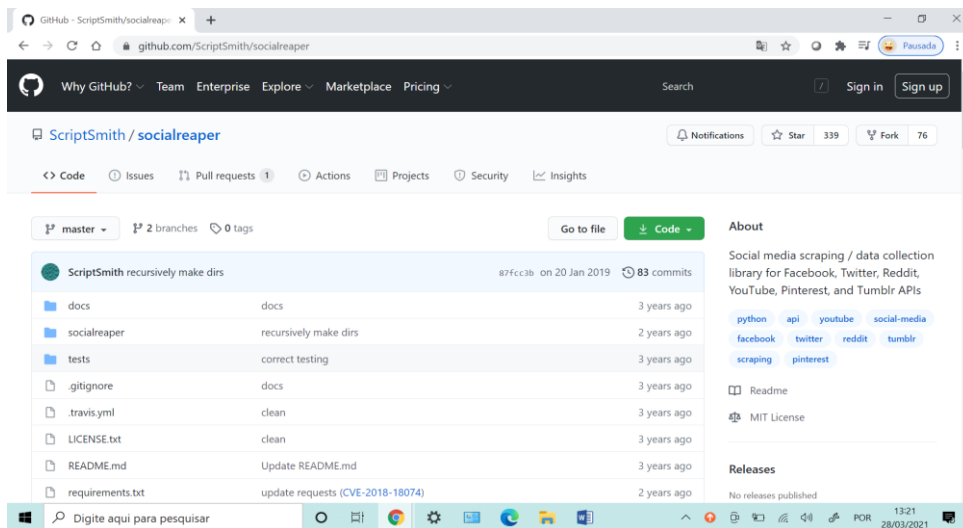 GitHub - ScriptSmith/socialreape
github.com/ScriptSmith/socialreaper
Pausada
Why GitHub? Team Enterprise Explore Marketplace Pricing Search / Sign in Sign up
ScriptSmith / socialreaper
Notifications Star 339 Fork 76
Code Issues Pull requests 1 Actions Projects Security Insights
master 2 branches 0 tags Go to file Code
ScriptSmith recursively make dirs 87fcc3b on 20 Jan 2019 83 commits
docs docs 3 years ago
socialreaper recursively make dirs 2 years ago
tests correct testing 3 years ago
.gitignore docs 3 years ago
.travis.yml clean 3 years ago
LICENSE.txt clean 3 years ago
README.md Update README.md 3 years ago
requirements.txt update requests (CVE-2018-18074) 2 years ago
About
Social media scraping / data collection
library for Facebook, Twitter, Reddit,
YouTube, Pinterest, and Tumblr APIs
python api youtube social-media
facebook twitter reddit tumblr
scraping pinterest
Readme
MIT License
Releases
No releases published
Digite aqui para pesquisar
POR
13:21
28/03/2021